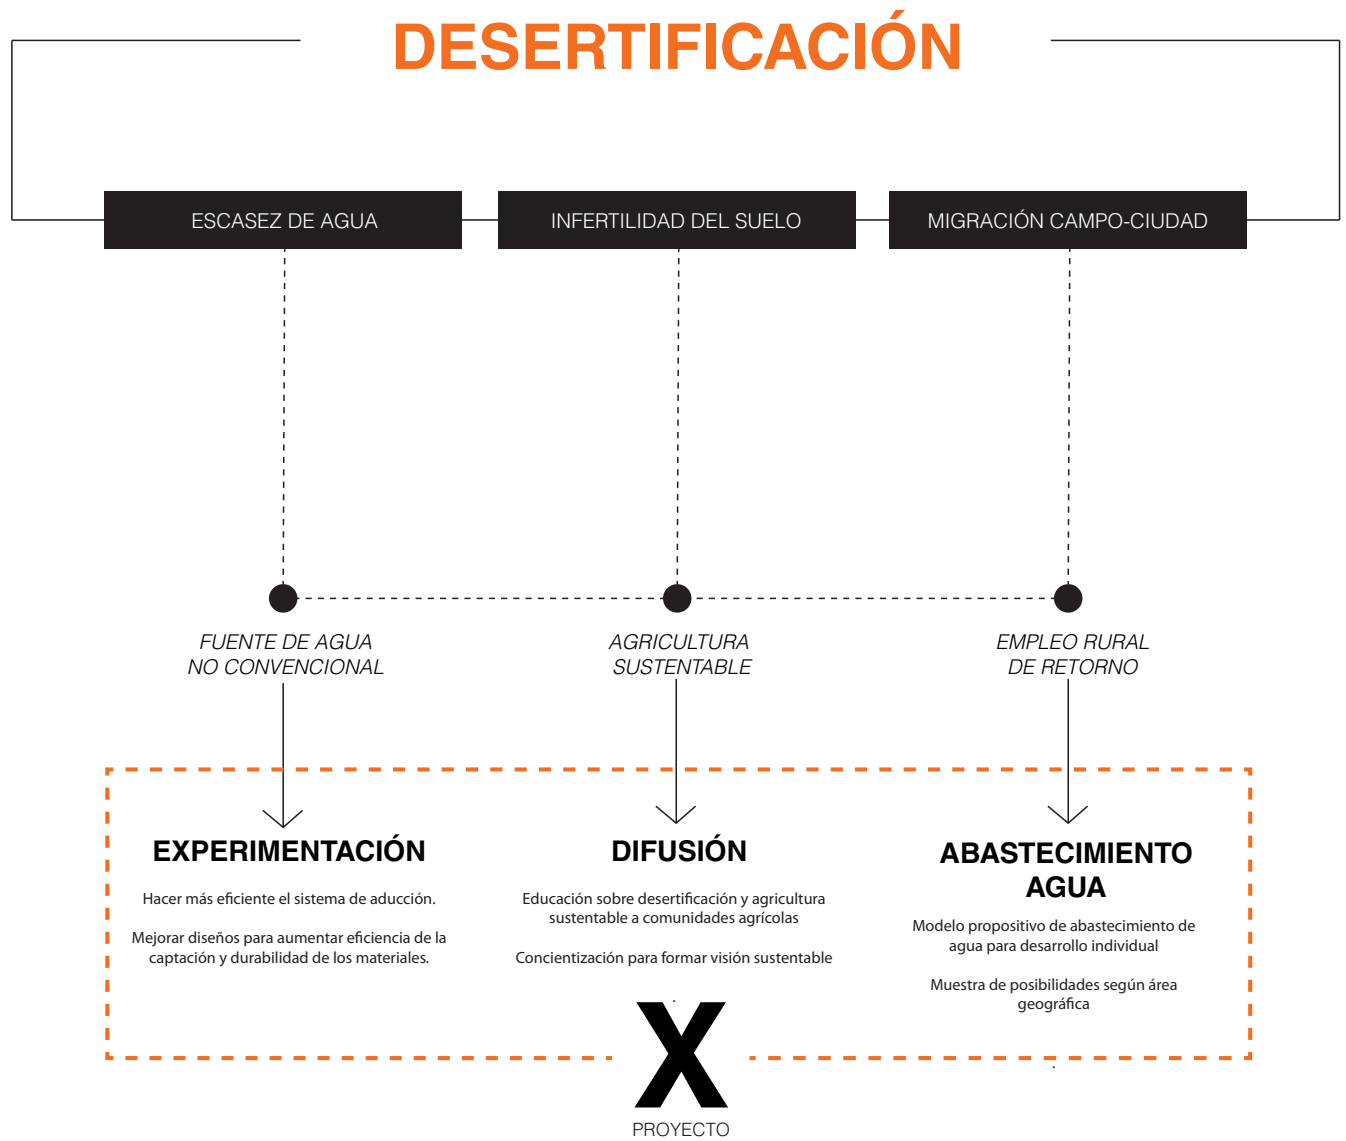 DESERTIFICACIÓN
ESCASEZ DE AGUA
INFERTILIDAD DEL SUELO
MIGRACIÓN CAMPO-CIUDAD
FUENTE DE AGUA
NO CONVENCIONAL
AGRICULTURA
SUSTENTABLE
EMPLEO RURAL
DE RETORNO
EXPERIMENTACIÓN
Hacer más eficiente el sistema de aducción.
Mejorar diseños para aumentar eficiencia de la
captación y durabilidad de los materiales.
DIFUSIÓN
Educación sobre desertificación y agricultura
sustentable a comunidades agrícolas
Concientización para formar visión sustentable
ABASTECIMIENTO
AGUA
Modelo propositivo de abastecimiento de
agua para desarrollo individual
Muestra de posibilidades según área
geográfica
X
PROYECTO